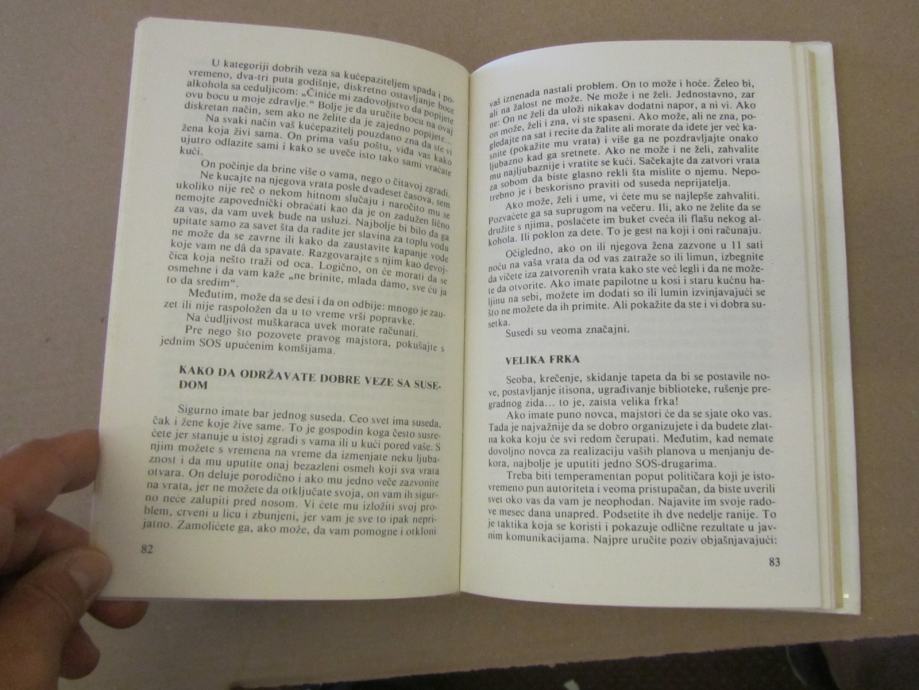 U kategoriji dobrih veza sa kućepaziteljem spada i po-
vremeno, dva-tri puta godišnje, diskretno ostavljanje boce
alkohola sa ceduljicom: „Činiće mi zadovoljstvo da popijete
ovu bocu u moje zdravlje.“ Bolje je da uručite bocu na ovaj
diskretan način, sem ako ne želite da je zajedno popijete...
Na svaki način vaš kućepazitelj pouzdano zna da ste vi
žena koja živi sama. On prima vašu poštu, viđa vas kako
ujutro odlazite sami i kako se uveče isto tako sami vraćate
kući.
On počinje da brine više o vama, nego o čitavoj zgradi.
Ne kucajte na njegova vrata posle dvadeset časova, sem
ukoliko nije reč o nekom hitnom slučaju i naročito mu se
nemojte zapovednički obraćati kao da je on zadužen lično
za vas, da vam uvek bude na usluzi. Najbolje bi bilo da ga
upitate samo za savet šta da radite jer slavina za toplu vodu
ne može da se zavrne ili kako da zaustavite kapanje vode
koje vam ne dâ da spavate. Razgovarajte s njim kao devoj-
čica koja nešto traži od oca. Logično, on će morati da se
osmehne i da vam kaže „ne brinite, mlada damo, sve ću ja
to da sredim“.
Međutim, može da se desi i da on odbije: mnogo je zau-
zet ili nije raspoložen da u to vreme vrši popravke.
Na ćudljivost muškaraca uvek morate računati.
Pre nego što pozovete pravog majstora, pokušajte s
jednim SOS upućenim komšijama.
KAKO DA ODRŽAVATE DOBRE VEZE SA SUSE-
DOM
Sigurno imate bar jednog suseda. Ceo svet ima suseda,
čak i žene koje žive same. To je gospodin koga često susre-
ćete jer stanuje u istoj zgradi s vama ili u kući pored vaše. S
njim možete s vremena na vreme da izmenjate neku ljuba-
znost i da mu uputite onaj bezazleni osmeh koji sva vrata
otvara. On deluje porodično i ako mu jedno veče zazvonite
na vrata, jer ne možete da otključate svoja, on vam ih sigur-
no neće zalupiti pred nosom. Vi ćete mu izložiti svoj pro-
blem, crveni u licu i zbunjeni, jer vam je sve to ipak nepri-
jatno. Zamolićete ga, ako može, da vam pomogne i otkloni
82
vaš iznenada nastali problem. On to može i hoće. Želeo bi,
ali na žalost ne može. Ne može i ne želi. Jednostavno, zar
ne: On ne želi da uloži nikakav dodatni napor, a ni vi. Ako
on može, želi i zna, vi ste spaseni. Ako može, ali ne zna, po-
gledajte na sat i recite da žalite ali morate da idete jer već ka-
snite (pokažite mu vrata) i više ga ne pozdravljajte onako
ljubazno kad ga sretnete. Ako ne može i ne želi, zahvalite
mu najljubaznije i vratite se kući. Sačekajte da zatvori vrata
za sobom da biste glasno rekli šta mislite o njemu. Nepo-
trebno je i beskorisno praviti od suseda neprijatelja.
Ako može, želi i ume, vi ćete mu se najlepše zahvaliti.
Pozvaćete ga sa suprugom na večeru. Ili, ako ne želite da se
družite s njima, poslaćete im buket cveća ili flašu nekog al-
kohola. Ili poklon za dete. To je gest na koji i oni računaju.
Očigledno, ako on ili njegova žena zazvone u 11 sati
noću na vaša vrata da od vas zatraže so ili limun, izbegnite
da vičete iza zatvorenih vrata kako ste već legli i da ne može-
te da otvorite. Ako imate papilotne u kosi i staru kućnu ha-
ljinu na sebi, možete im dodati so ili lumin izvinjavajući se
što ne možete da ih primite. Ali pokažite da ste i vi dobra su-
setka.
Susedi su veoma značajni.
VELIKA FRKA
Seoba, krečenje, skidanje tapeta da bi se postavile no-
ve, postavljanje itisona, ugrađivanje biblioteke, rušenje pre-
gradnog zida... to je, zaista velika frka!
Ako imate puno novca, majstori će da se sjate oko vas.
Tada je najvažnije da se dobro organizujete i da budete zlat-
na koka koju će svi redom čerupati. Međutim, kad nemate
dovoljno novca za realizaciju vaših planova u menjanju de-
kora, najbolje je uputiti jedno SOS-drugarima.
Treba biti temperamentan poput političara koji je isto-
vremeno pun autoriteta i veoma pristupačan, da biste uverili
svet oko vas da vam je neophodan. Najavite im svoje rado-
ve mesec dana unapred. Podsetite ih dve nedelje ranije. To
je taktika koja se koristi i pokazuje odlične rezultate u jav-
nim komunikacijama. Najpre uručite poziv objašnjavajući:
83